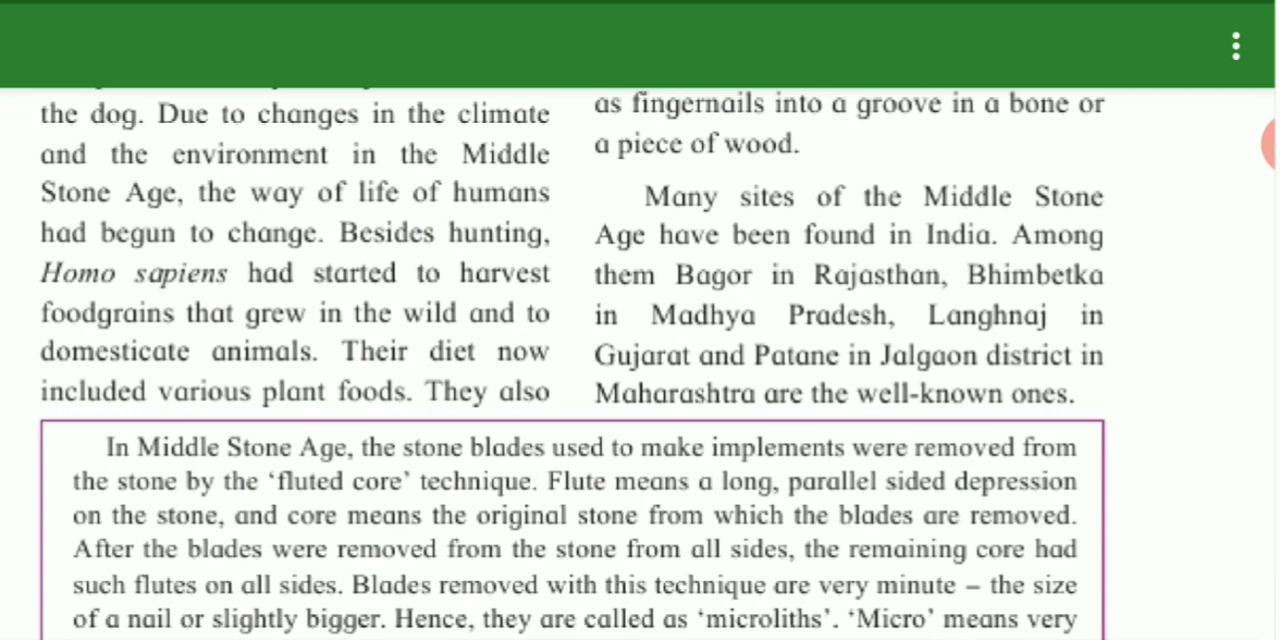 the dog. Due to changes in the climate
and the environment in the Middle
Stone Age, the way of life of humans
had begun to change. Besides hunting,
Homo sapiens had started to harvest
foodgrains that grew in the wild and to
domesticate animals. Their diet now
included various plant foods. They also
as fingernails into a groove in a bone or
a piece of wood.
Many sites of the Middle Stone
Age have been found in India. Among
them Bagor in Rajasthan, Bhimbetka
in Madhya Pradesh, Langhnaj in
Gujarat and Patane in Jalgaon district in
Maharashtra are the well-known ones.
In Middle Stone Age, the stone blades used to make implements were removed from
the stone by the ‘fluted core’ technique. Flute means a long, parallel sided depression
on the stone, and core means the original stone from which the blades are removed.
After the blades were removed from the stone from all sides, the remaining core had
such flutes on all sides. Blades removed with this technique are very minute – the size
of a nail or slightly bigger. Hence, they are called as ‘microliths’. ‘Micro’ means very